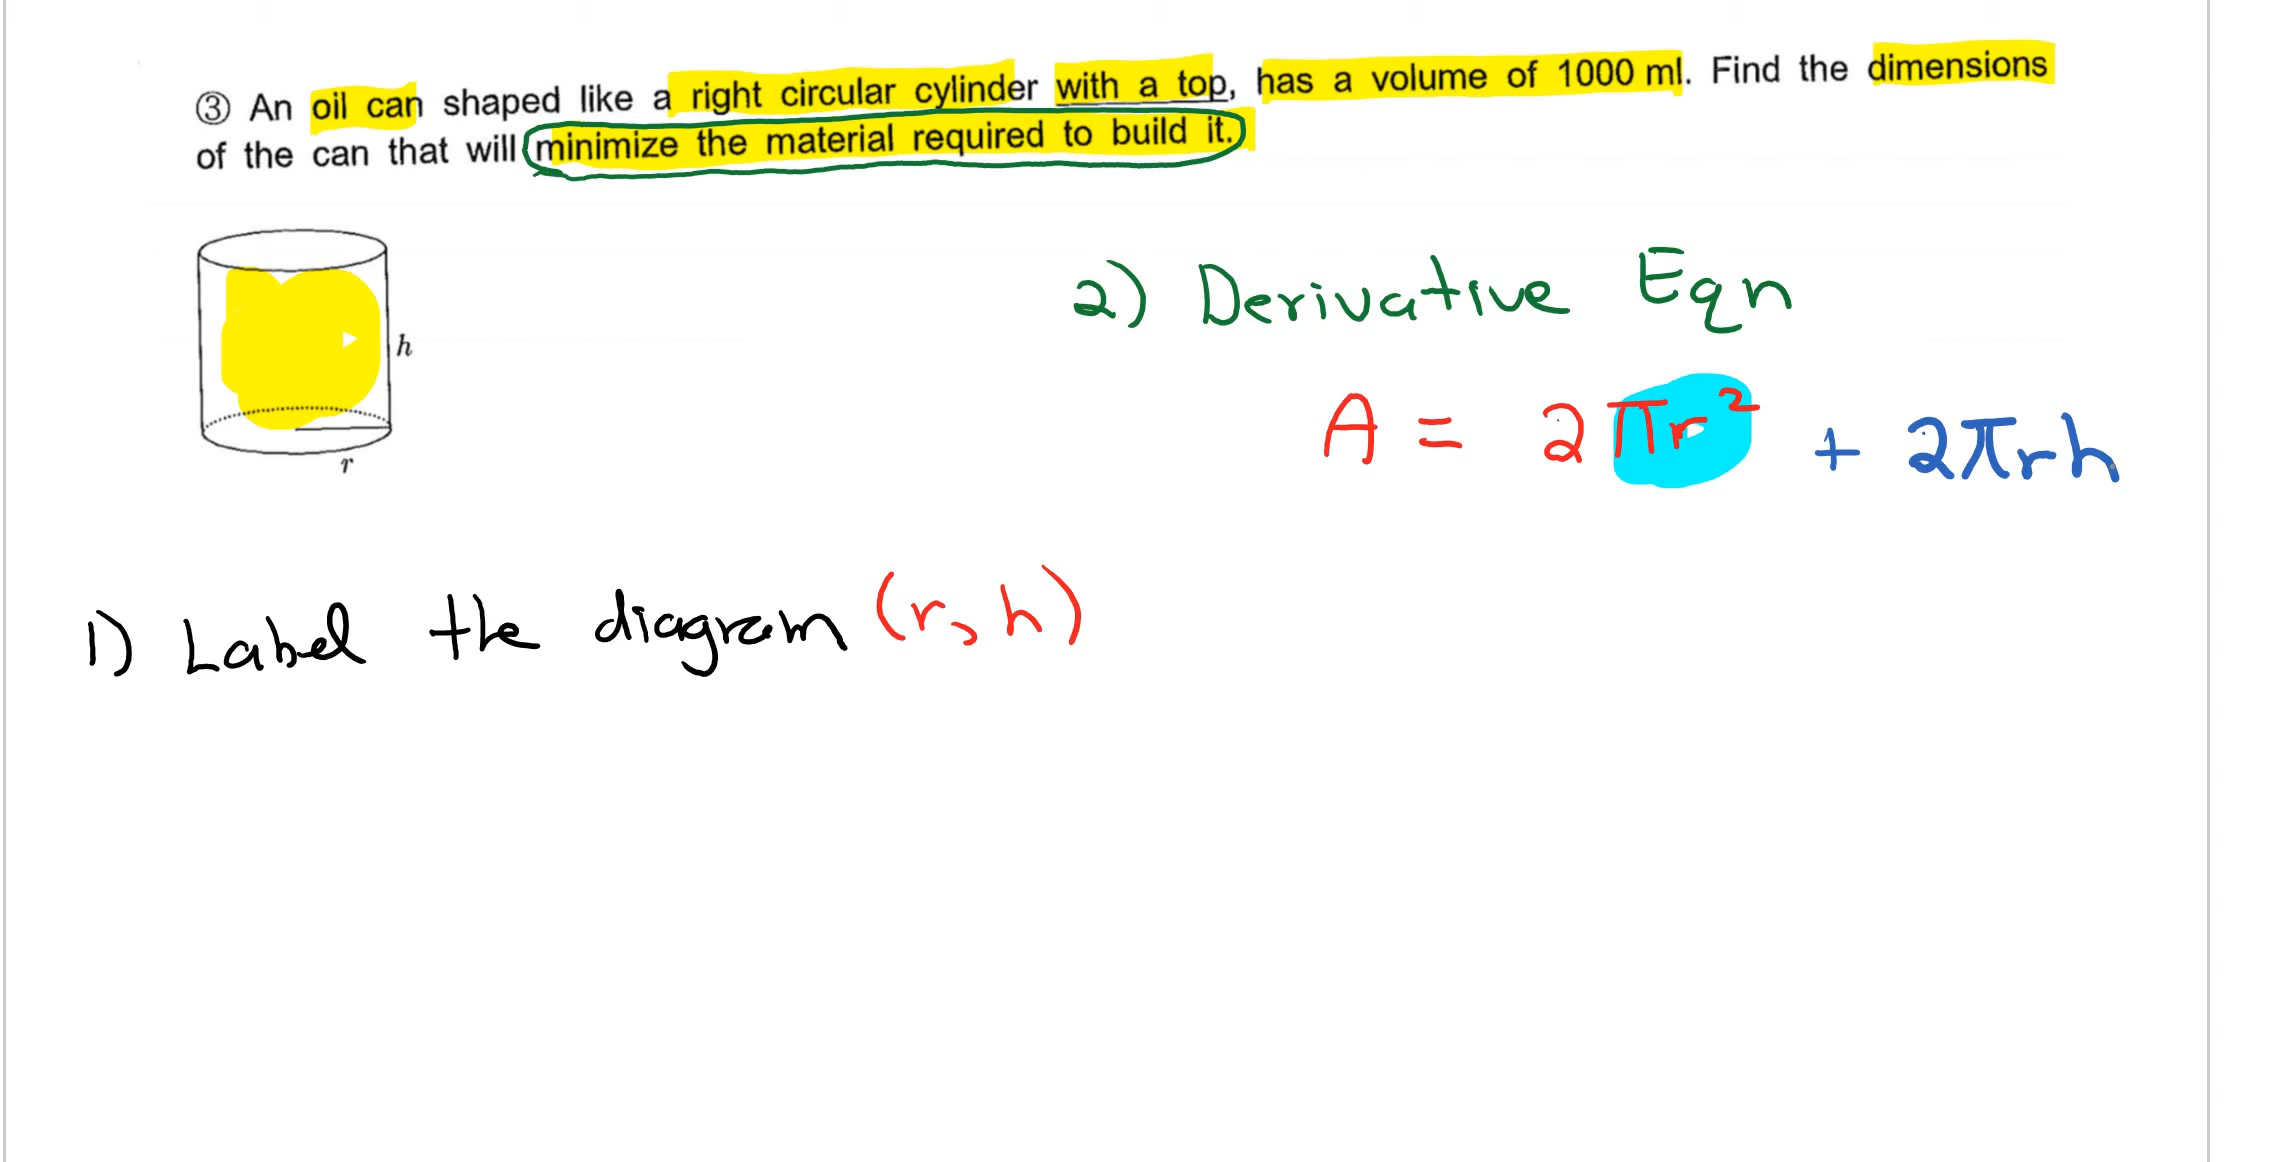 ③ An oil can shaped like a right circular cylinder with a top, has a volume of 1000 ml. Find the dimensions
of the can that will minimize the material required to build it.
h
r
2) Derivative Eqn
A = 2πr² + 2πrh
1) Label the diagram (r, h)